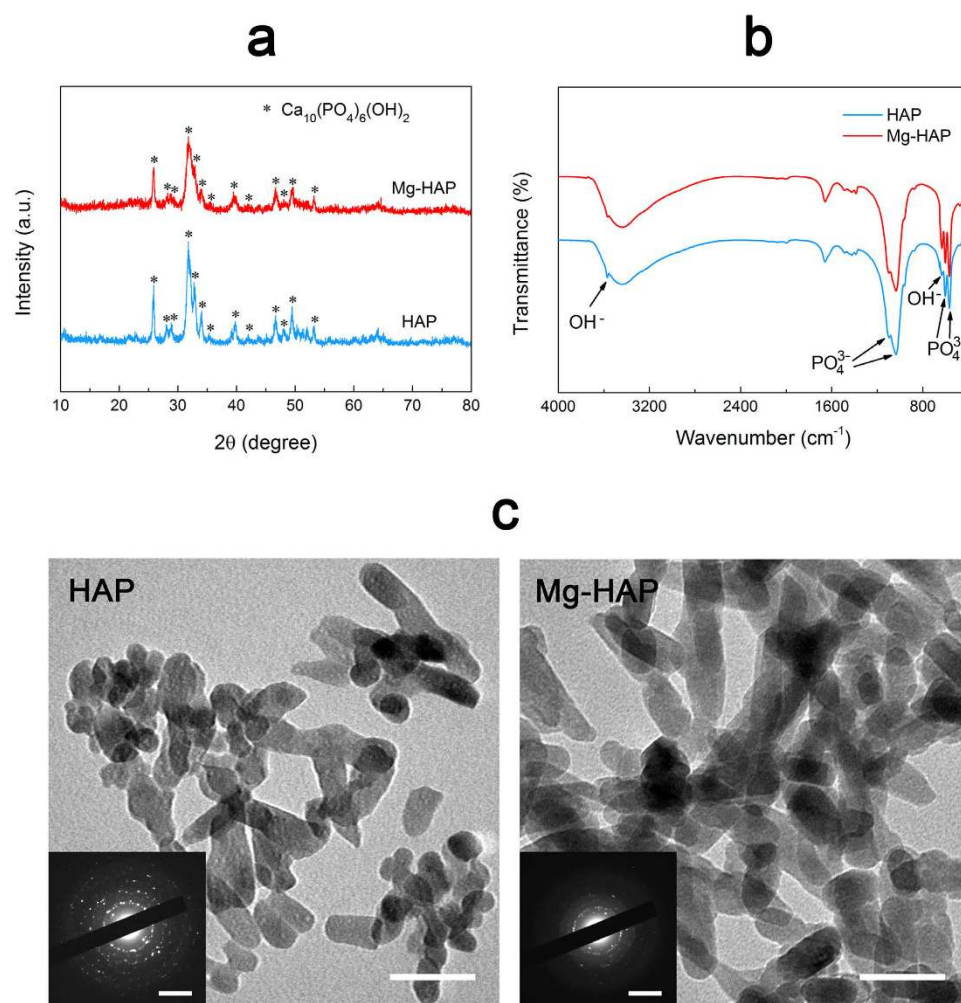 a
* Ca₁₀(PO₄)₆(OH)₂
Mg-HAP
HAP
Intensity (a.u.)
10 20 30 40 50 60 70 80
2θ (degree)
b
HAP
Mg-HAP
Transmittance (%)
OH⁻
OH⁻
PO₄³⁻
PO₄³
4000 3200 2400 1600 800
Wavenumber (cm⁻¹)
c
HAP
Mg-HAP